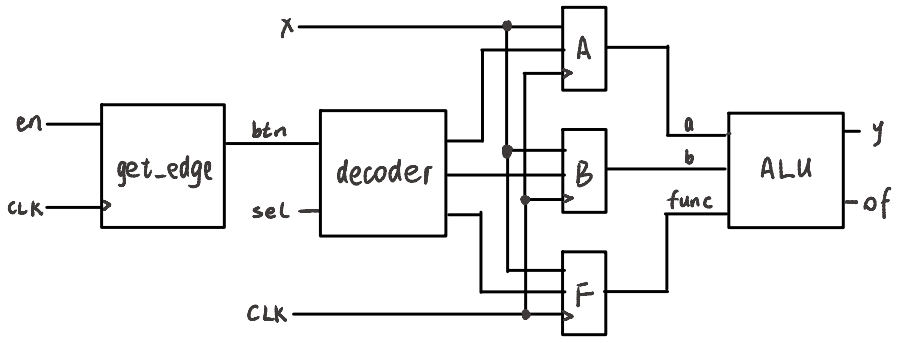 x
A
en
btn
a
get_edge
decoder
B
b
ALU
y
CLK
sel
func
of
F
CLK